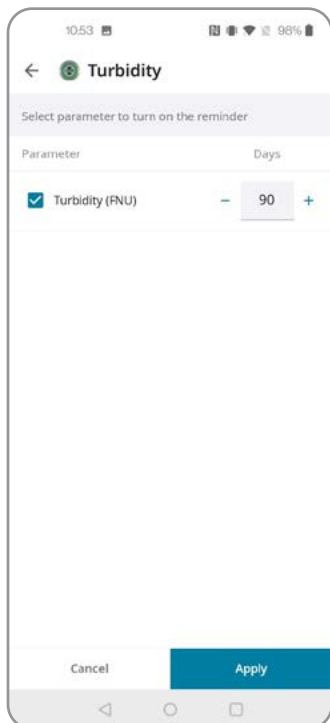 10:53 98%
Turbidity
Select parameter to turn on the reminder
Parameter Days
Turbidity (FNU) − 90 +
Cancel Apply